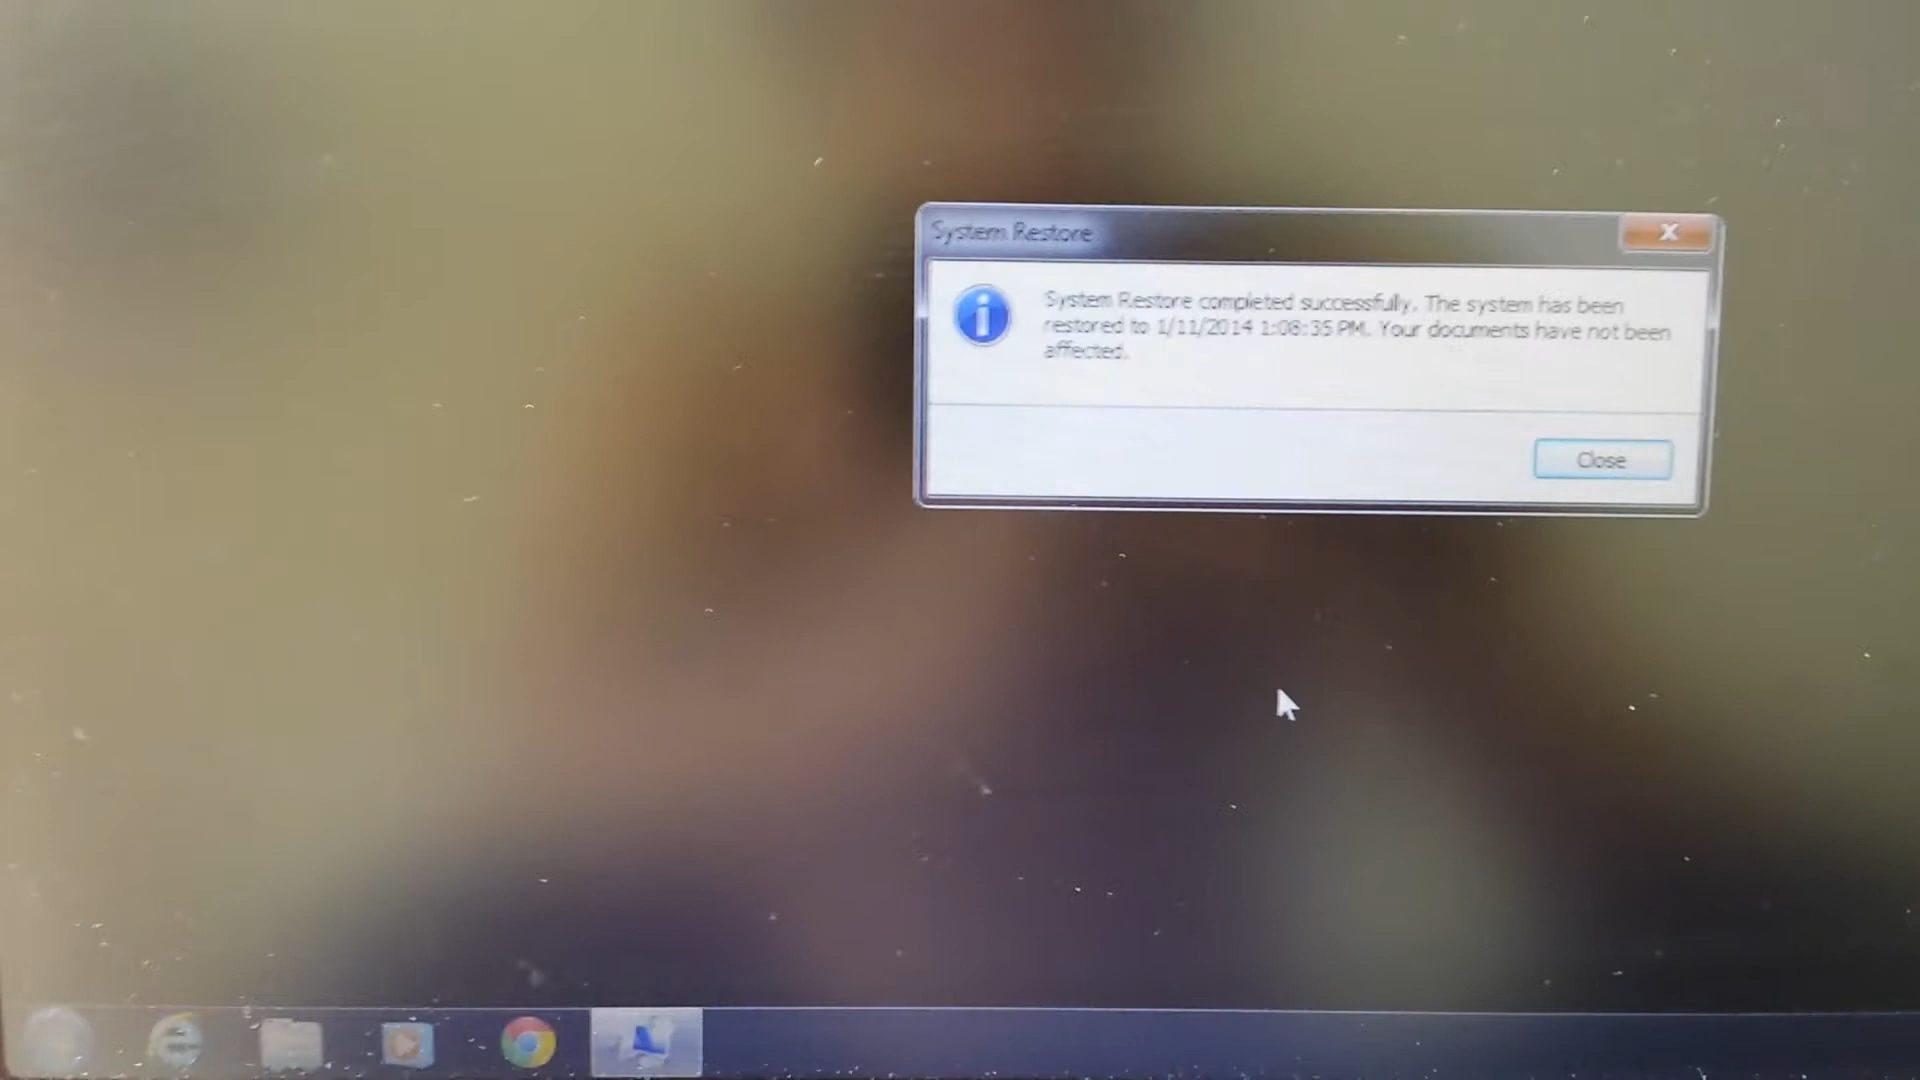 System Restore
System Restore completed successfully. The system has been
restored to 1/11/2014 1:08:35 PM. Your documents have not been
affected.
Close